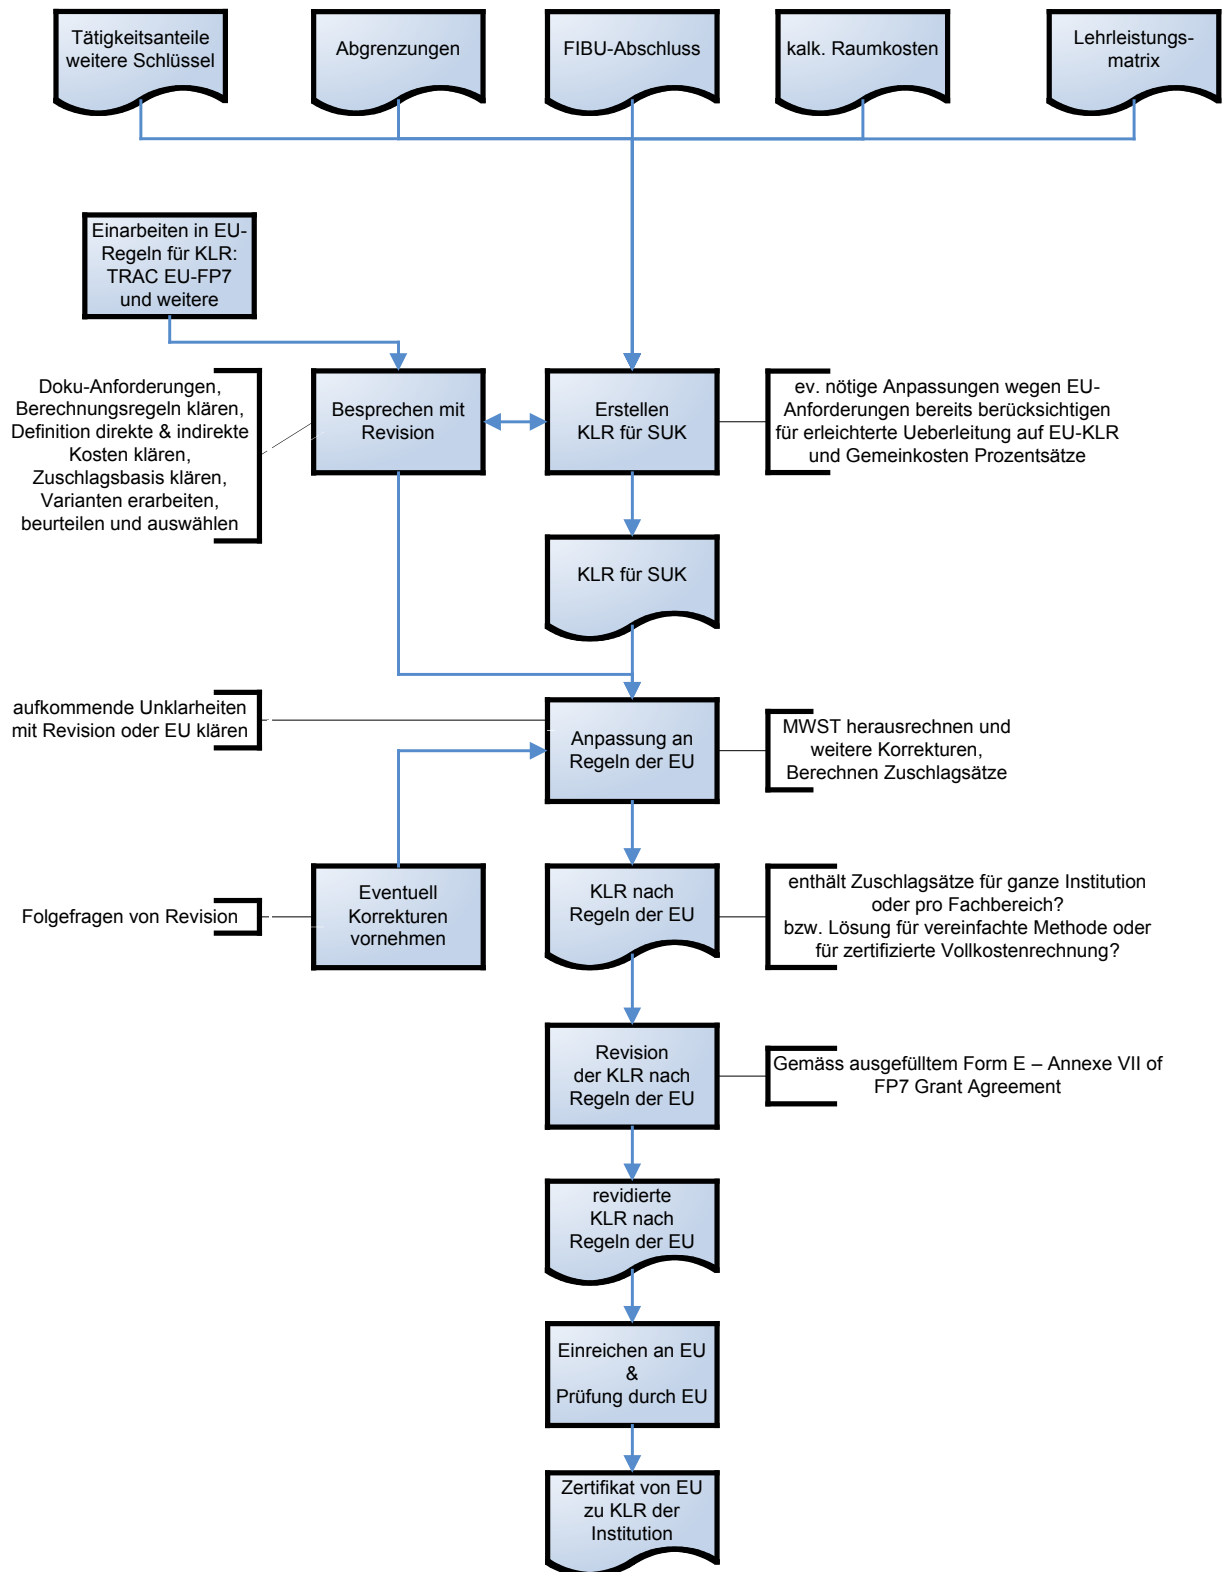 Tätigkeitsanteile
weitere Schlüssel
Abgrenzungen
FIBU-Abschluss
kalk. Raumkosten
Lehrleistungs-
matrix
Einarbeiten in EU-
Regeln für KLR:
TRAC EU-FP7
und weitere
Doku-Anforderungen,
Berechnungsregeln klären,
Definition direkte & indirekte
Kosten klären,
Zuschlagsbasis klären,
Varianten erarbeiten,
beurteilen und auswählen
Besprechen mit
Revision
Erstellen
KLR für SUK
ev. nötige Anpassungen wegen EU-
Anforderungen bereits berücksichtigen
für erleichterte Ueberleitung auf EU-KLR
und Gemeinkosten Prozentsätze
KLR für SUK
aufkommende Unklarheiten
mit Revision oder EU klären
Anpassung an
Regeln der EU
MWST herausrechnen und
weitere Korrekturen,
Berechnen Zuschlagsätze
Folgefragen von Revision
Eventuell
Korrekturen
vornehmen
KLR nach
Regeln der EU
enthält Zuschlagsätze für ganze Institution
oder pro Fachbereich?
bzw. Lösung für vereinfachte Methode oder
für zertifizierte Vollkostenrechnung?
Revision
der KLR nach
Regeln der EU
Gemäss ausgefülltem Form E – Annexe VII of
FP7 Grant Agreement
revidierte
KLR nach
Regeln der EU
Einreichen an EU
&
Prüfung durch EU
Zertifikat von EU
zu KLR der
Institution